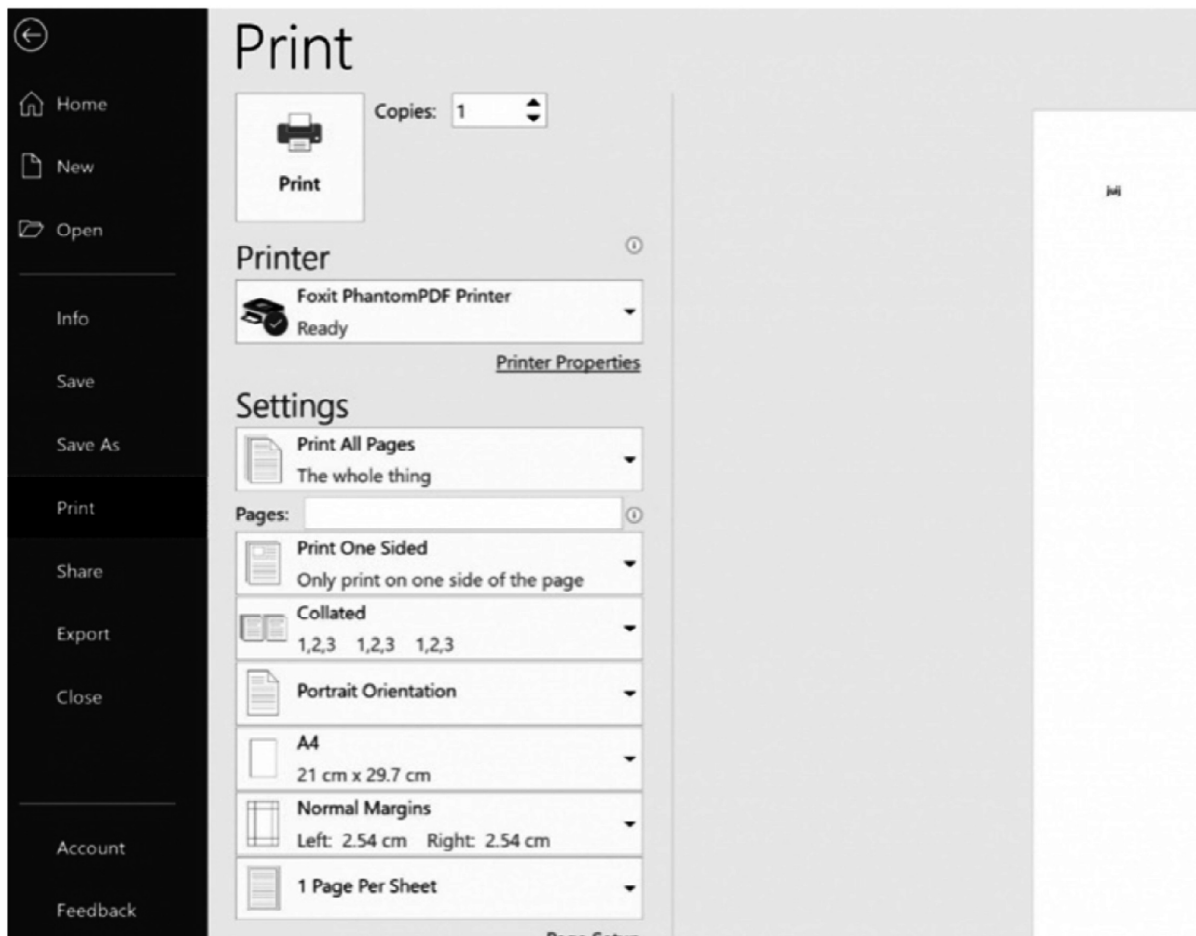 Print
Home
New
Open
Info
Save
Save As
Print
Share
Export
Close
Account
Feedback
Copies: 1
Print
Printer
Foxit PhantomPDF Printer
Ready
Printer Properties
Settings
Print All Pages
The whole thing
Pages:
Print One Sided
Only print on one side of the page
Collated
1,2,3 1,2,3 1,2,3
Portrait Orientation
A4
21 cm x 29.7 cm
Normal Margins
Left: 2.54 cm Right: 2.54 cm
1 Page Per Sheet
Page Setup